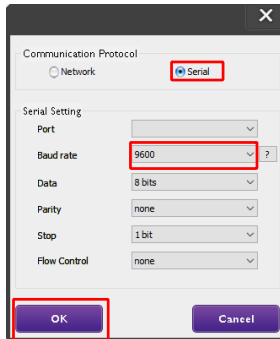 Communication Protocol
Network Serial
Serial Setting
Port
Baud rate 9600 ?
Data 8 bits
Parity none
Stop 1 bit
Flow Control none
OK Cancel